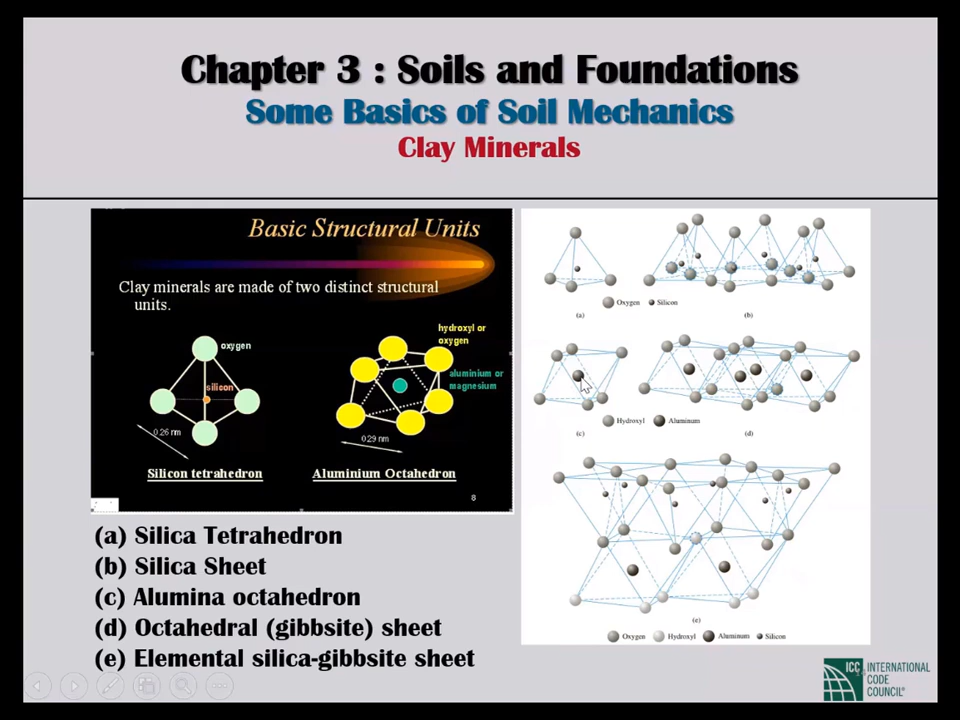 Chapter 3 : Soils and Foundations
Some Basics of Soil Mechanics
Clay Minerals
Basic Structural Units
Clay minerals are made of two distinct structural
units.
oxygen
silicon
0.26 nm
Silicon tetrahedron
hydroxyl or
oxygen
aluminium or
magnesium
0.29 nm
Aluminium Octahedron
8
Oxygen Silicon
(a) (b)
Hydroxyl Aluminum
(c) (d)
(e)
Oxygen Hydroxyl Aluminum Silicon
(a) Silica Tetrahedron
(b) Silica Sheet
(c) Alumina octahedron
(d) Octahedral (gibbsite) sheet
(e) Elemental silica-gibbsite sheet
ICC INTERNATIONAL
CODE
COUNCIL®